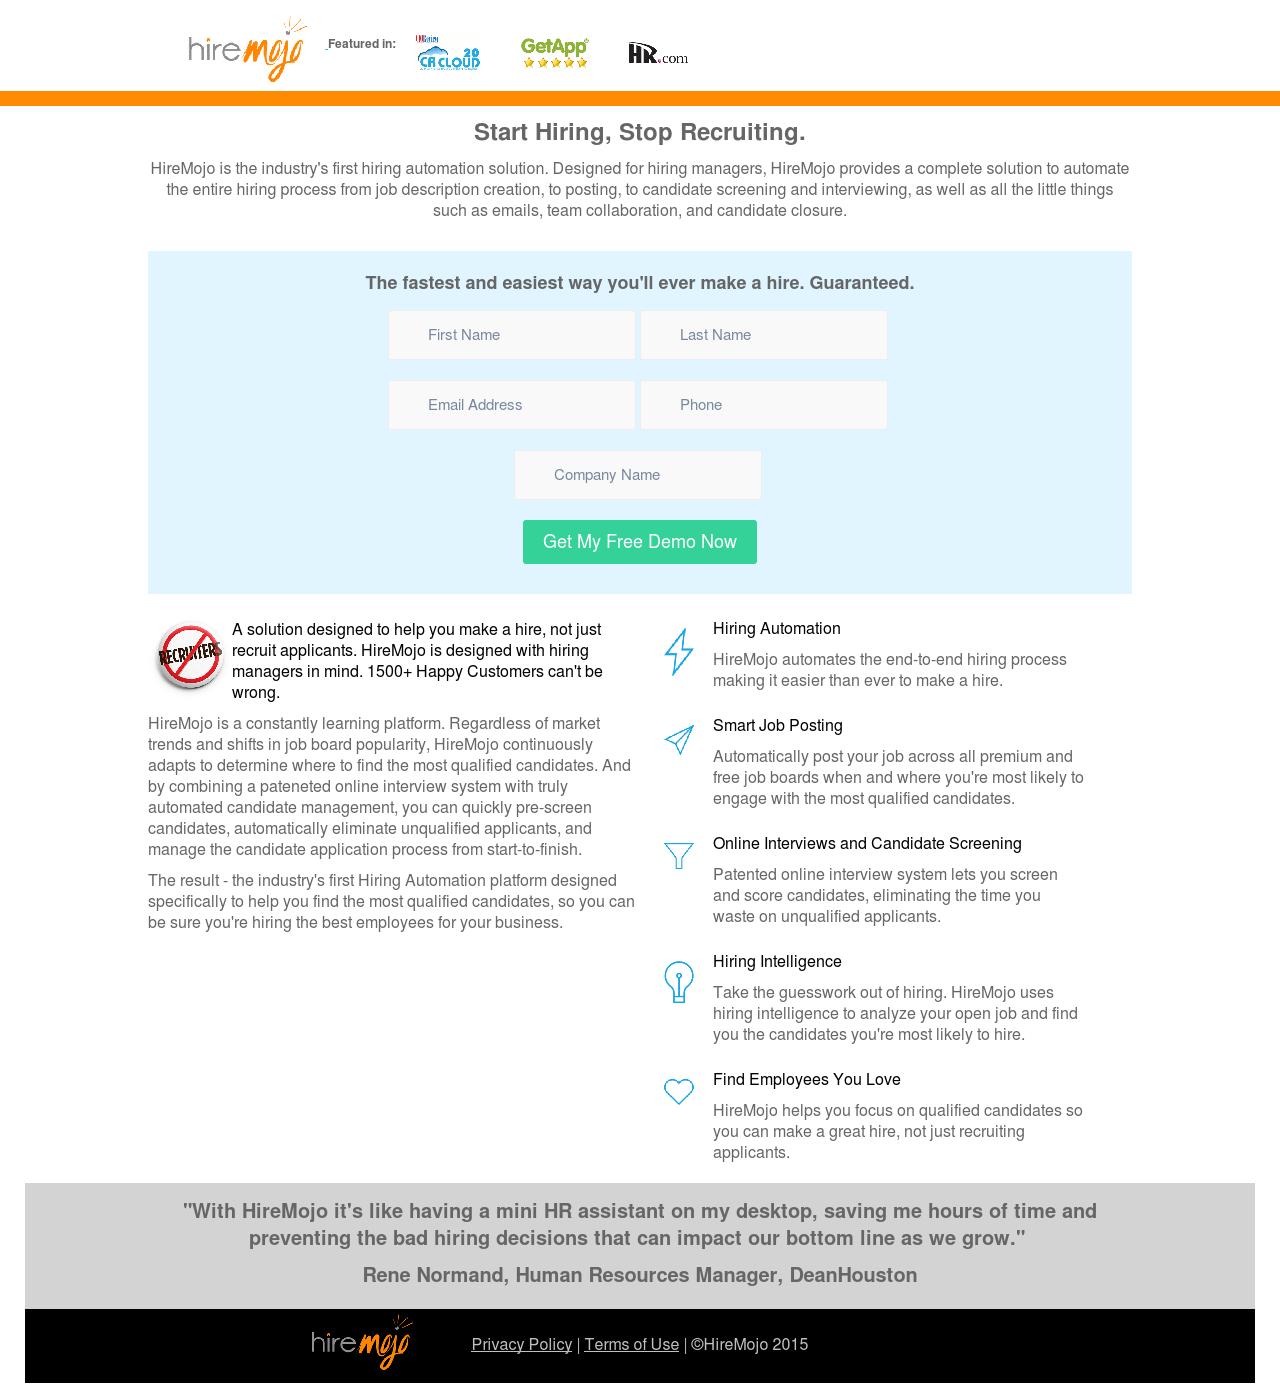 hiremojo
Featured in:
CR CLOUD 20
GetApp
HR.com
Start Hiring, Stop Recruiting.
HireMojo is the industry's first hiring automation solution. Designed for hiring managers, HireMojo provides a complete solution to automate
the entire hiring process from job description creation, to posting, to candidate screening and interviewing, as well as all the little things
such as emails, team collaboration, and candidate closure.
The fastest and easiest way you'll ever make a hire. Guaranteed.
First Name
Last Name
Email Address
Phone
Company Name
Get My Free Demo Now
RECRUITERS
A solution designed to help you make a hire, not just
recruit applicants. HireMojo is designed with hiring
managers in mind. 1500+ Happy Customers can't be
wrong.
HireMojo is a constantly learning platform. Regardless of market
trends and shifts in job board popularity, HireMojo continuously
adapts to determine where to find the most qualified candidates. And
by combining a pateneted online interview system with truly
automated candidate management, you can quickly pre-screen
candidates, automatically eliminate unqualified applicants, and
manage the candidate application process from start-to-finish.
The result - the industry's first Hiring Automation platform designed
specifically to help you find the most qualified candidates, so you can
be sure you're hiring the best employees for your business.
Hiring Automation
HireMojo automates the end-to-end hiring process
making it easier than ever to make a hire.
Smart Job Posting
Automatically post your job across all premium and
free job boards when and where you're most likely to
engage with the most qualified candidates.
Online Interviews and Candidate Screening
Patented online interview system lets you screen
and score candidates, eliminating the time you
waste on unqualified applicants.
Hiring Intelligence
Take the guesswork out of hiring. HireMojo uses
hiring intelligence to analyze your open job and find
you the candidates you're most likely to hire.
Find Employees You Love
HireMojo helps you focus on qualified candidates so
you can make a great hire, not just recruiting
applicants.
"With HireMojo it's like having a mini HR assistant on my desktop, saving me hours of time and
preventing the bad hiring decisions that can impact our bottom line as we grow."
Rene Normand, Human Resources Manager, DeanHouston
hiremojo
Privacy Policy | Terms of Use | ©HireMojo 2015